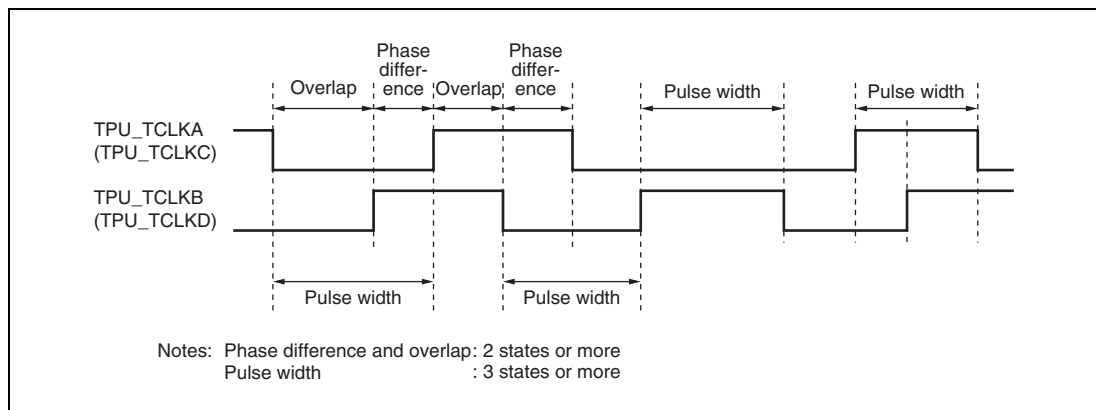 Phase
differ-
ence
Phase
differ-
ence
Overlap
Overlap
Pulse width
Pulse width
TPU_TCLKA
(TPU_TCLKC)
TPU_TCLKB
(TPU_TCLKD)
Pulse width
Pulse width
Notes: Phase difference and overlap: 2 states or more
Pulse width : 3 states or more